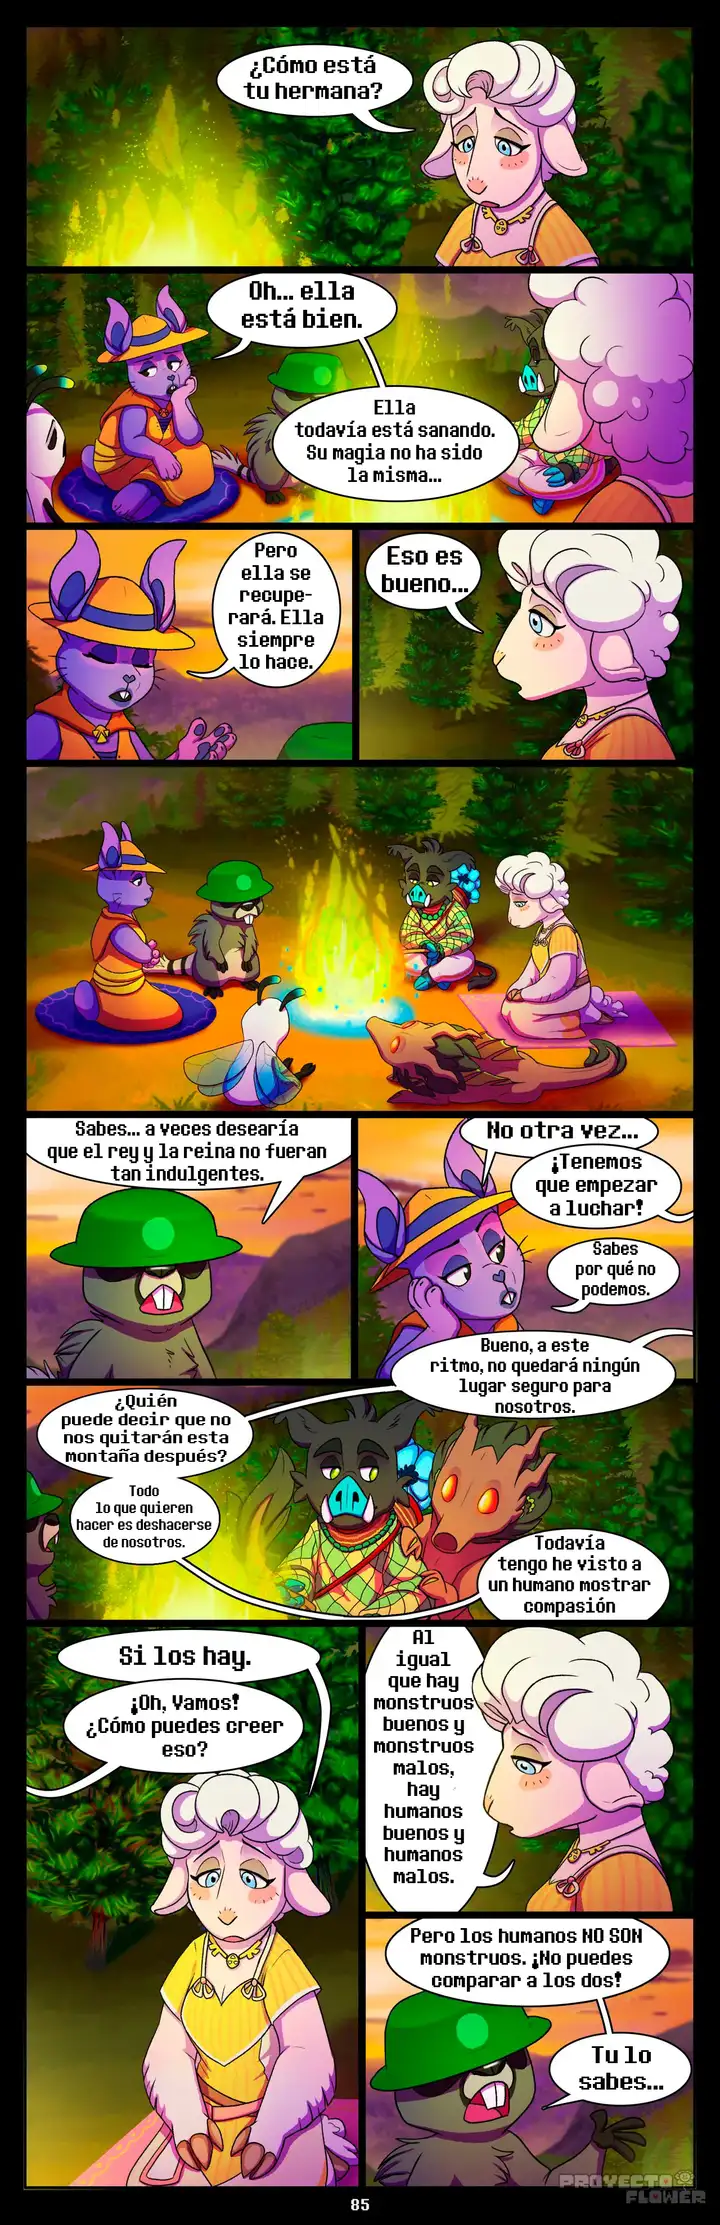 ¿Cómo está
tu hermana?
Oh... ella
está bien.
Ella
todavía está sanando.
Su magia no ha sido
la misma...
Pero
ella se
recupe-
rará. Ella
siempre
lo hace.
Eso es
bueno...
Sabes... a veces desearía
que el rey y la reina no fueran
tan indulgentes.
No otra vez...
¡Tenemos
que empezar
a luchar!
Sabes
por qué no
podemos.
Bueno, a este
ritmo, no quedará ningún
lugar seguro para
nosotros.
¿Quién
puede decir que no
nos quitarán esta
montaña después?
Todo
lo que quieren
hacer es deshacerse
de nosotros.
Todavía
tengo he visto a
un humano mostrar
compasión
Si los hay.
¡Oh, Vamos!
¿Cómo puedes creer
eso?
Al
igual
que hay
monstruos
buenos y
monstruos
malos,
hay
humanos
buenos y
humanos
malos.
Pero los humanos NO SON
monstruos. ¡No puedes
comparar a los dos!
Tu lo
sabes...
PROYECTO
FLOWER
85